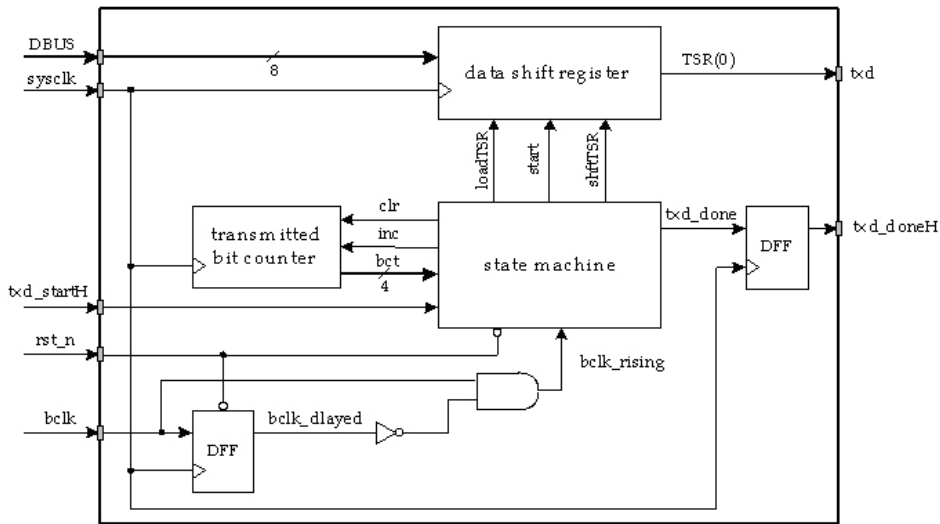 DBUS
8
data shift register
TSR(0)
txd
sysclk
loadTSR
start
shftTSR
clr
inc
bct
4
transmitted
bit counter
state machine
txd_done
DFF
txd_doneH
txd_startH
rst_n
bclk_rising
bclk
DFF
bclk_dlayed